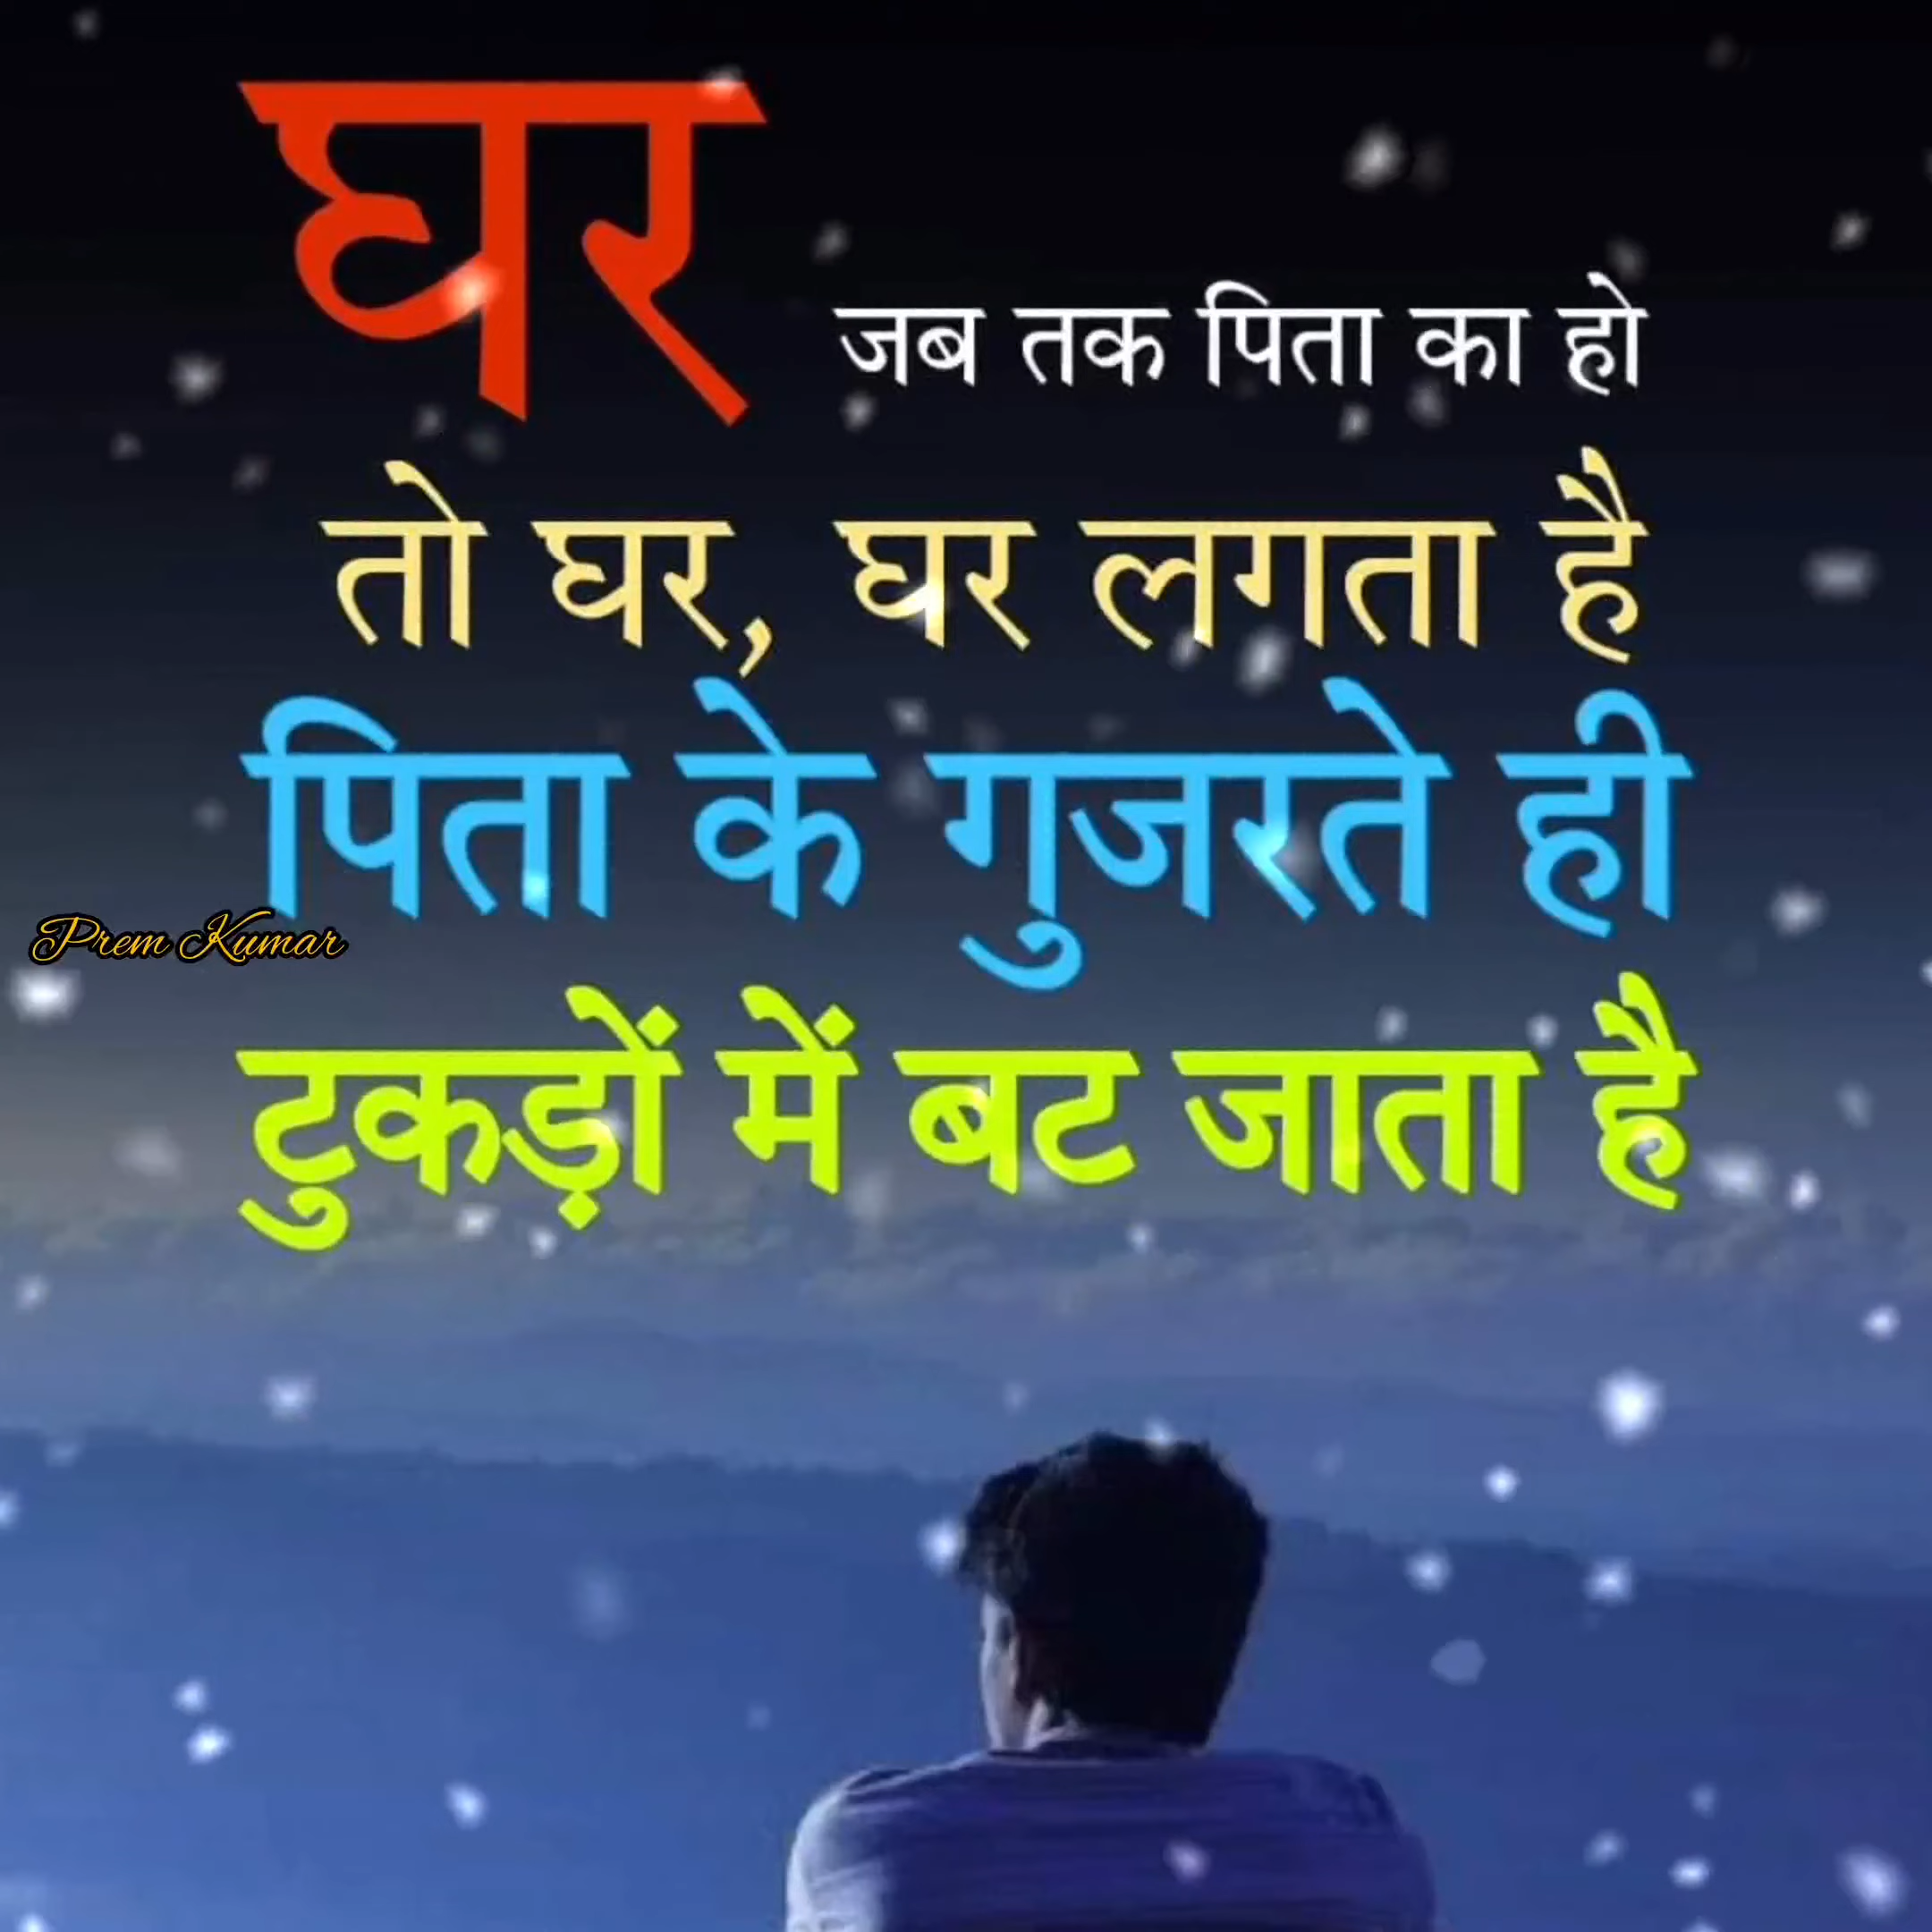 घर जब तक पिता का हो
तो घर, घर लगता है
पिता के गुजरते ही
Prem Kumar
टुकड़ों में बट जाता है